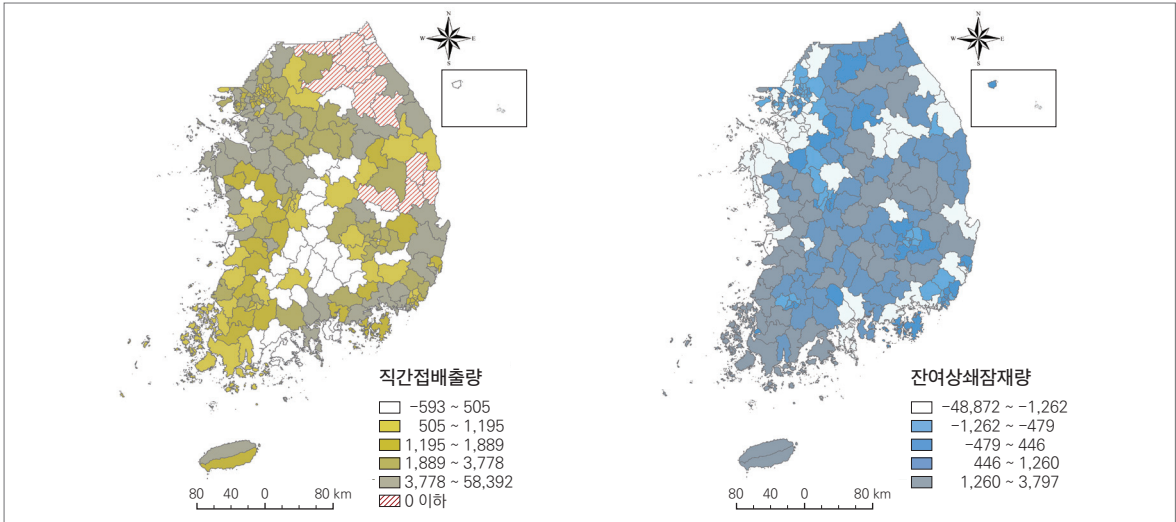 N
W E
S
직간접배출량
-593 ~ 505
505 ~ 1,195
1,195 ~ 1,889
1,889 ~ 3,778
3,778 ~ 58,392
0 이하
80 40 0 80 km
N
W E
S
잔여상쇄잠재량
-48,872 ~ -1,262
-1,262 ~ -479
-479 ~ 446
446 ~ 1,260
1,260 ~ 3,797
80 40 0 80 km